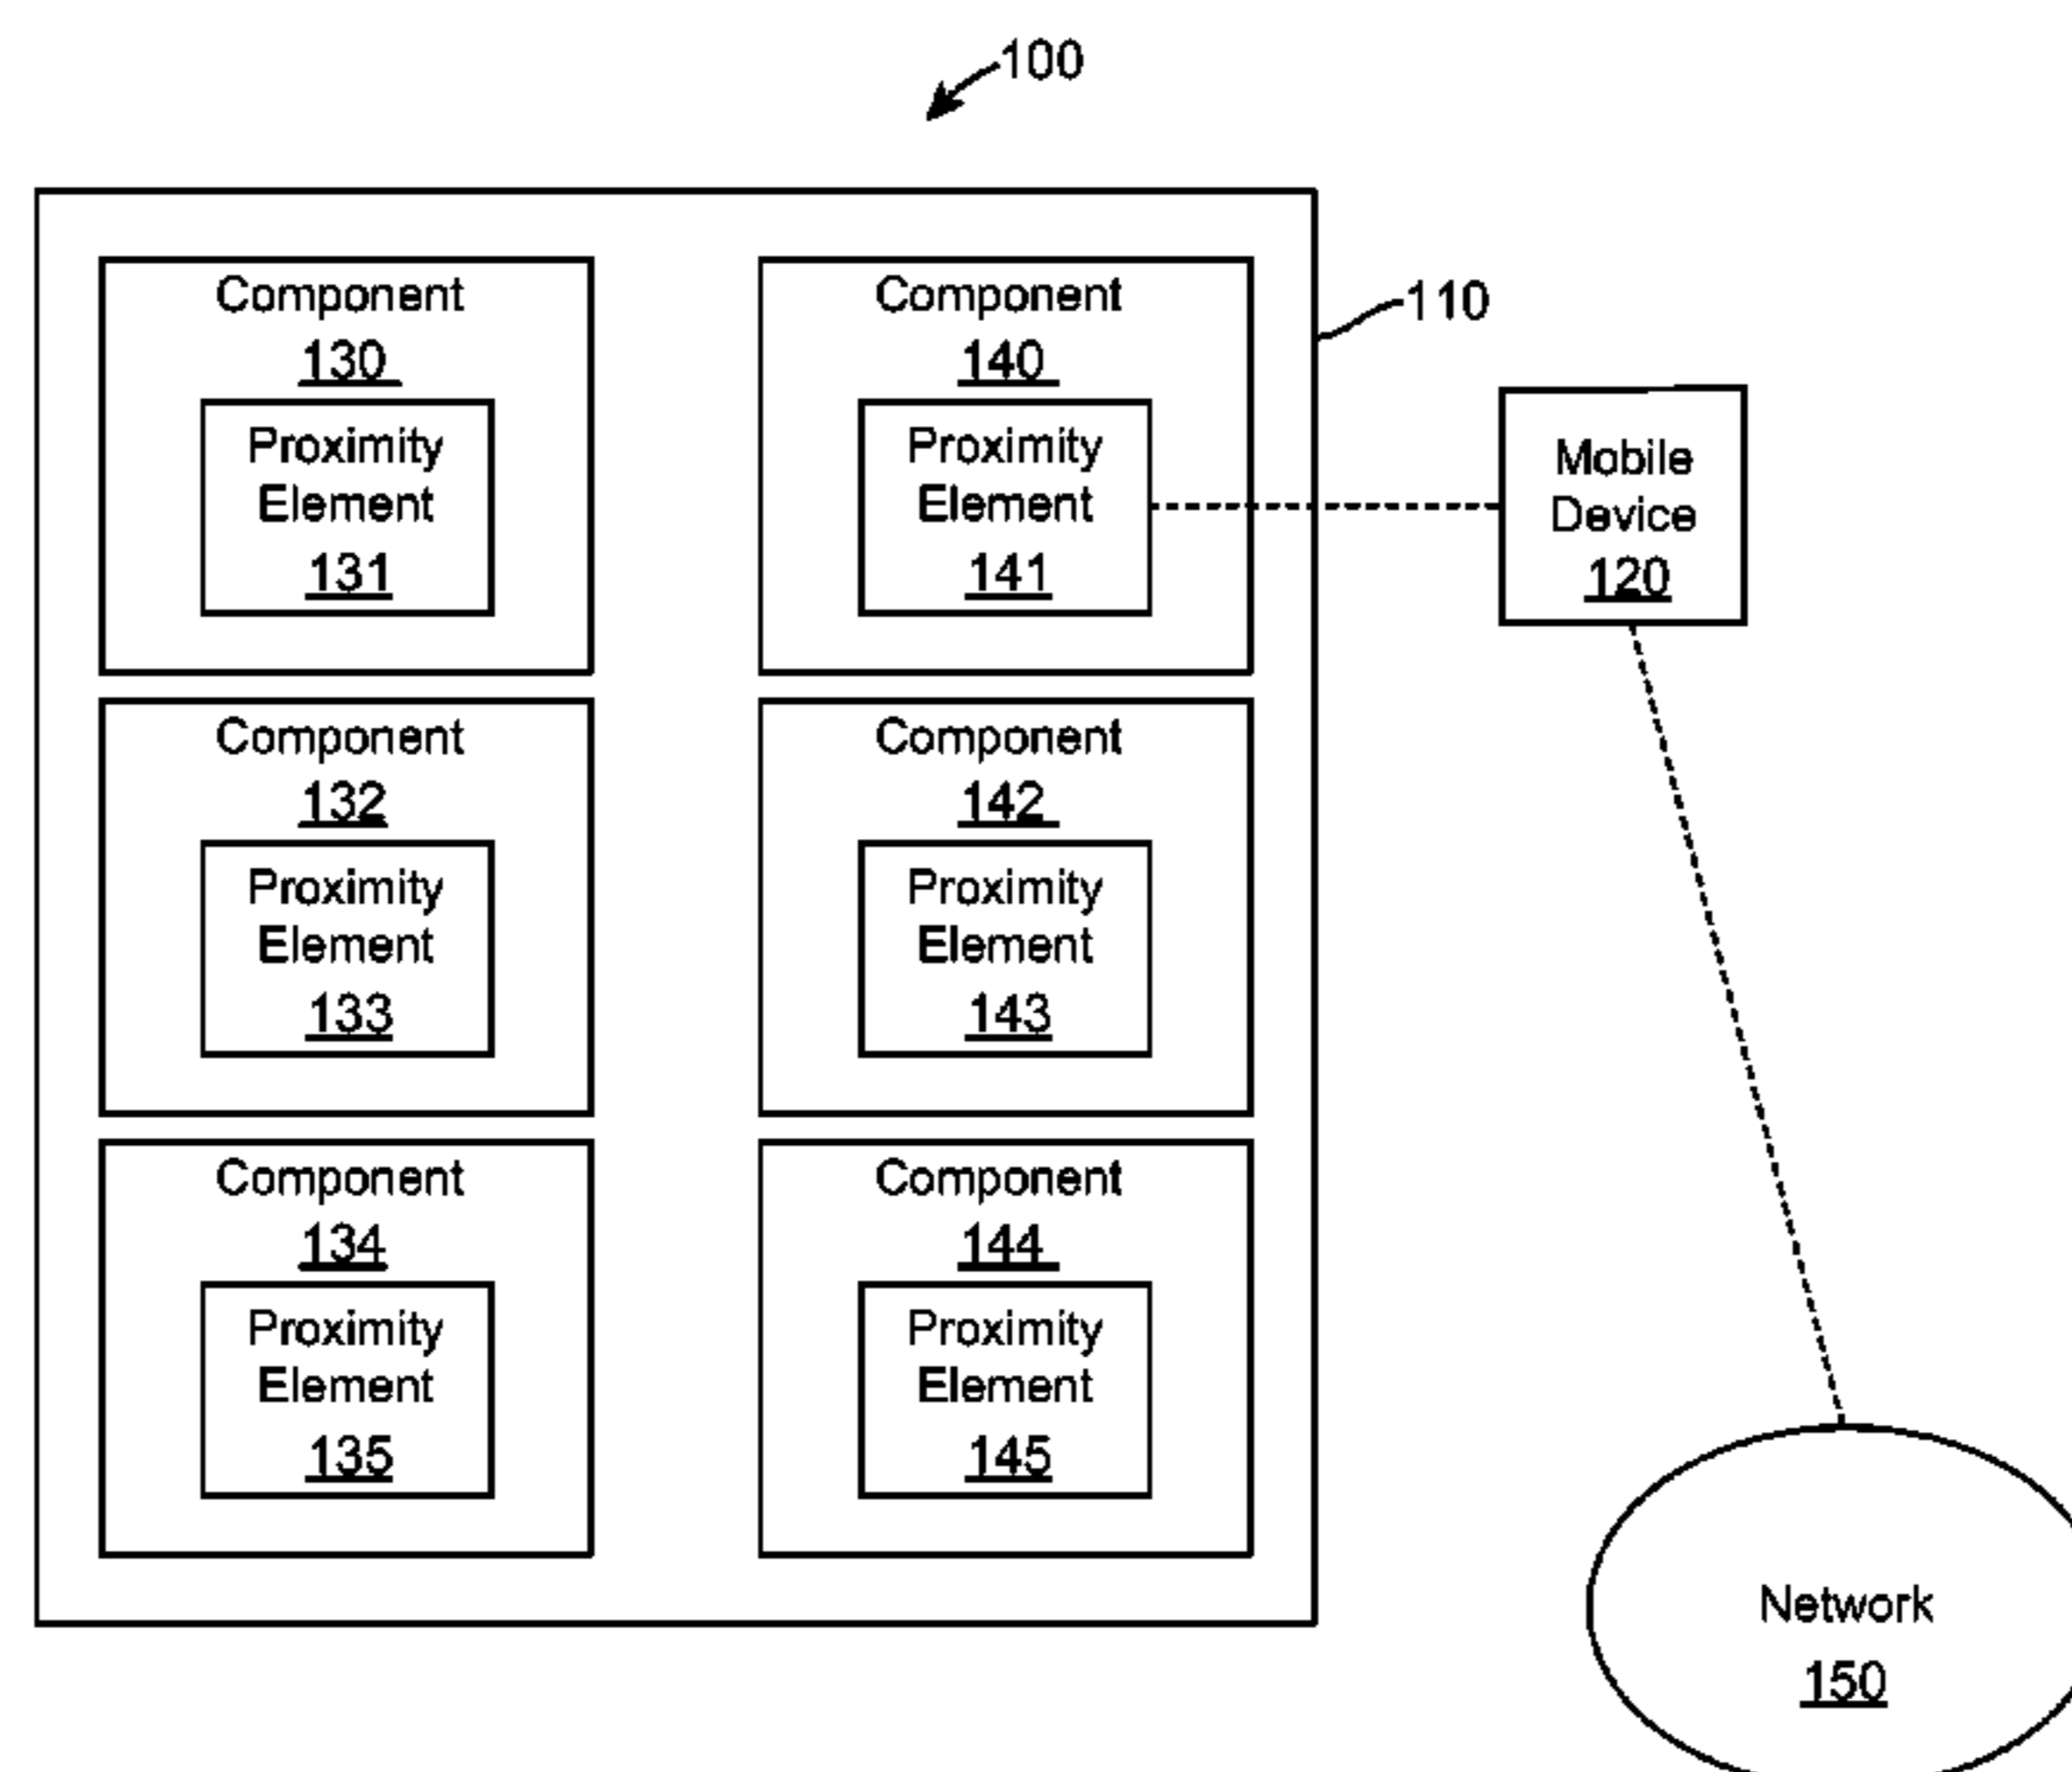 100
110
Component
130
Proximity
Element
131
Component
140
Proximity
Element
141
Mobile
Device
120
Component
132
Proximity
Element
133
Component
142
Proximity
Element
143
Component
134
Proximity
Element
135
Component
144
Proximity
Element
145
Network
150